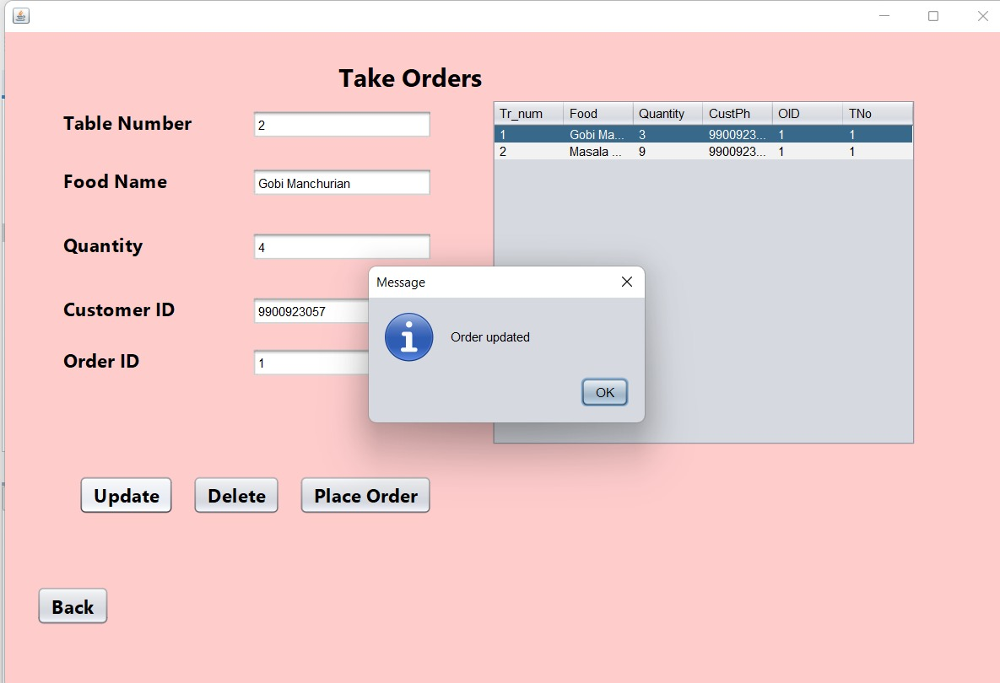 Take Orders
Table Number 2
Food Name Gobi Manchurian
Quantity 4
Customer ID 9900923057
Order ID 1
Tr_num Food Quantity CustPh OID TNo
1 Gobi Ma... 3 9900923... 1 1
2 Masala ... 9 9900923... 1 1
Message
Order updated
OK
Update Delete Place Order
Back